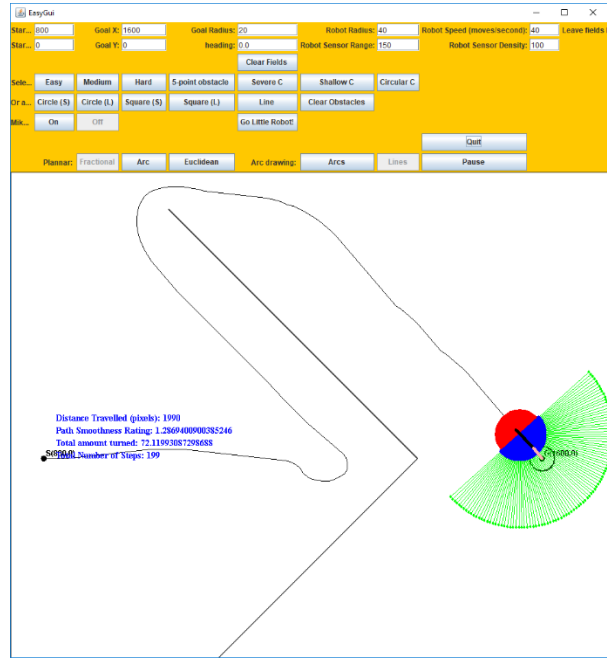 EasyGui
Star... 800 Goal X: 1600 Goal Radius: 20 Robot Radius: 40 Robot Speed (moves/second): 40 Leave fields
Star... 0 Goal Y: 0 heading: 0.0 Robot Sensor Range: 150 Robot Sensor Density: 100
Clear Fields
Sele... Easy Medium Hard 5-point obstacle Severe C Shallow C Circular C
Or a... Circle (S) Circle (L) Square (S) Square (L) Line Clear Obstacles
Mik... On Off Go Little Robot!
Quit
Plannar: Fractional Arc Euclidean Arc drawing: Arcs Lines Pause
Distance Travelled (pixels): 1990
Path Smoothness Rating: 1.2869400900385246
Total amount turned: 72.11993087298688
Number of Steps: 199